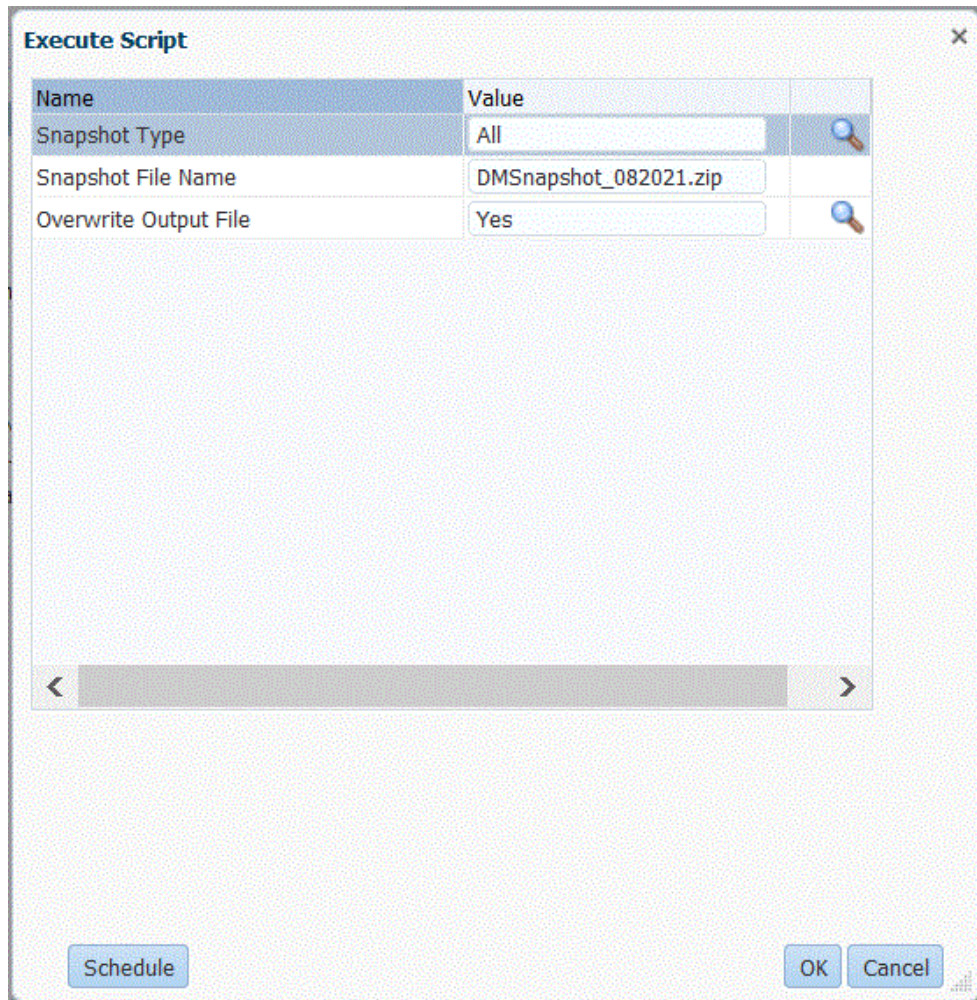 Execute Script
Name Value
Snapshot Type All
Snapshot File Name DMSnapshot_082021.zip
Overwrite Output File Yes
Schedule OK Cancel